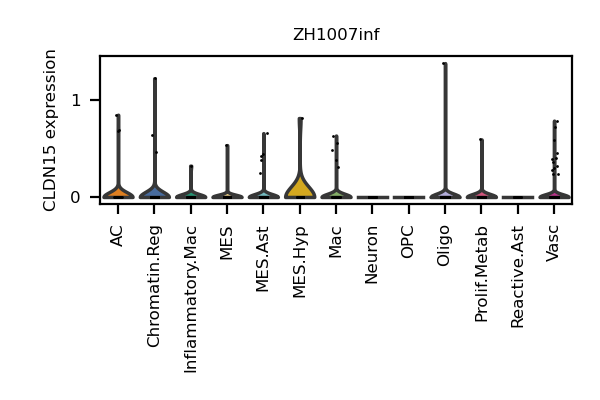 ZH1007inf
CLDN15 expression
1
0
AC
Chromatin.Reg
Inflammatory.Mac
MES
MES.Ast
MES.Hyp
Mac
Neuron
OPC
Oligo
Prolif.Metab
Reactive.Ast
Vasc